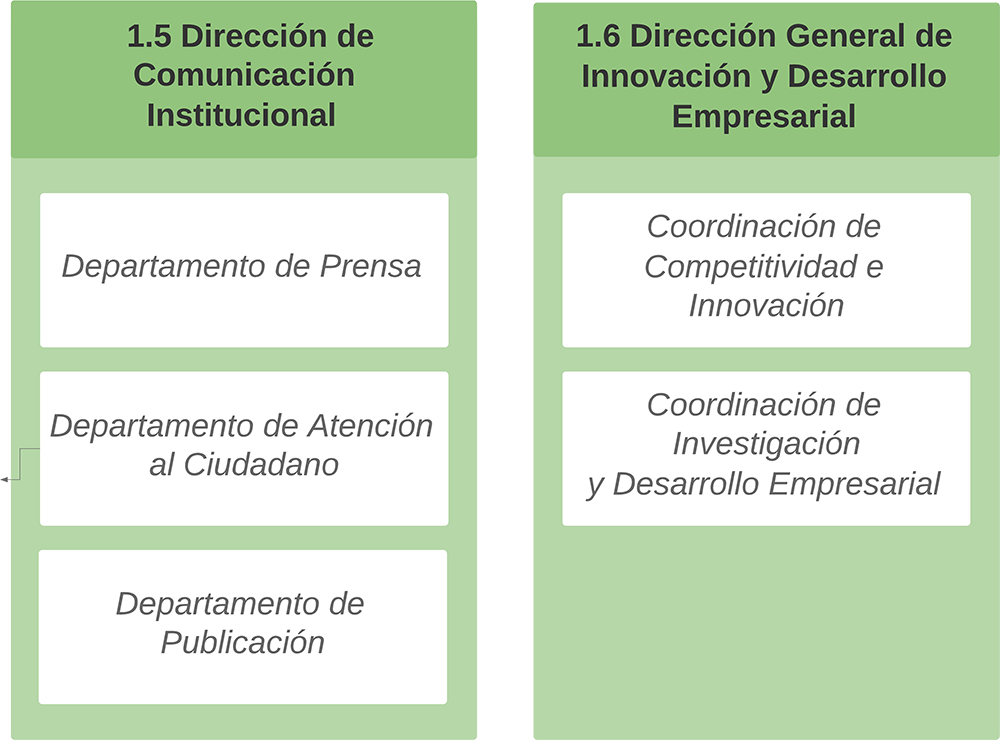 1.5 Dirección de
Comunicación
Institucional
Departamento de Prensa
Departamento de Atención
al Ciudadano
Departamento de
Publicación
1.6 Dirección General de
Innovación y Desarrollo
Empresarial
Coordinación de
Competitividad e
Innovación
Coordinación de
Investigación
y Desarrollo Empresarial